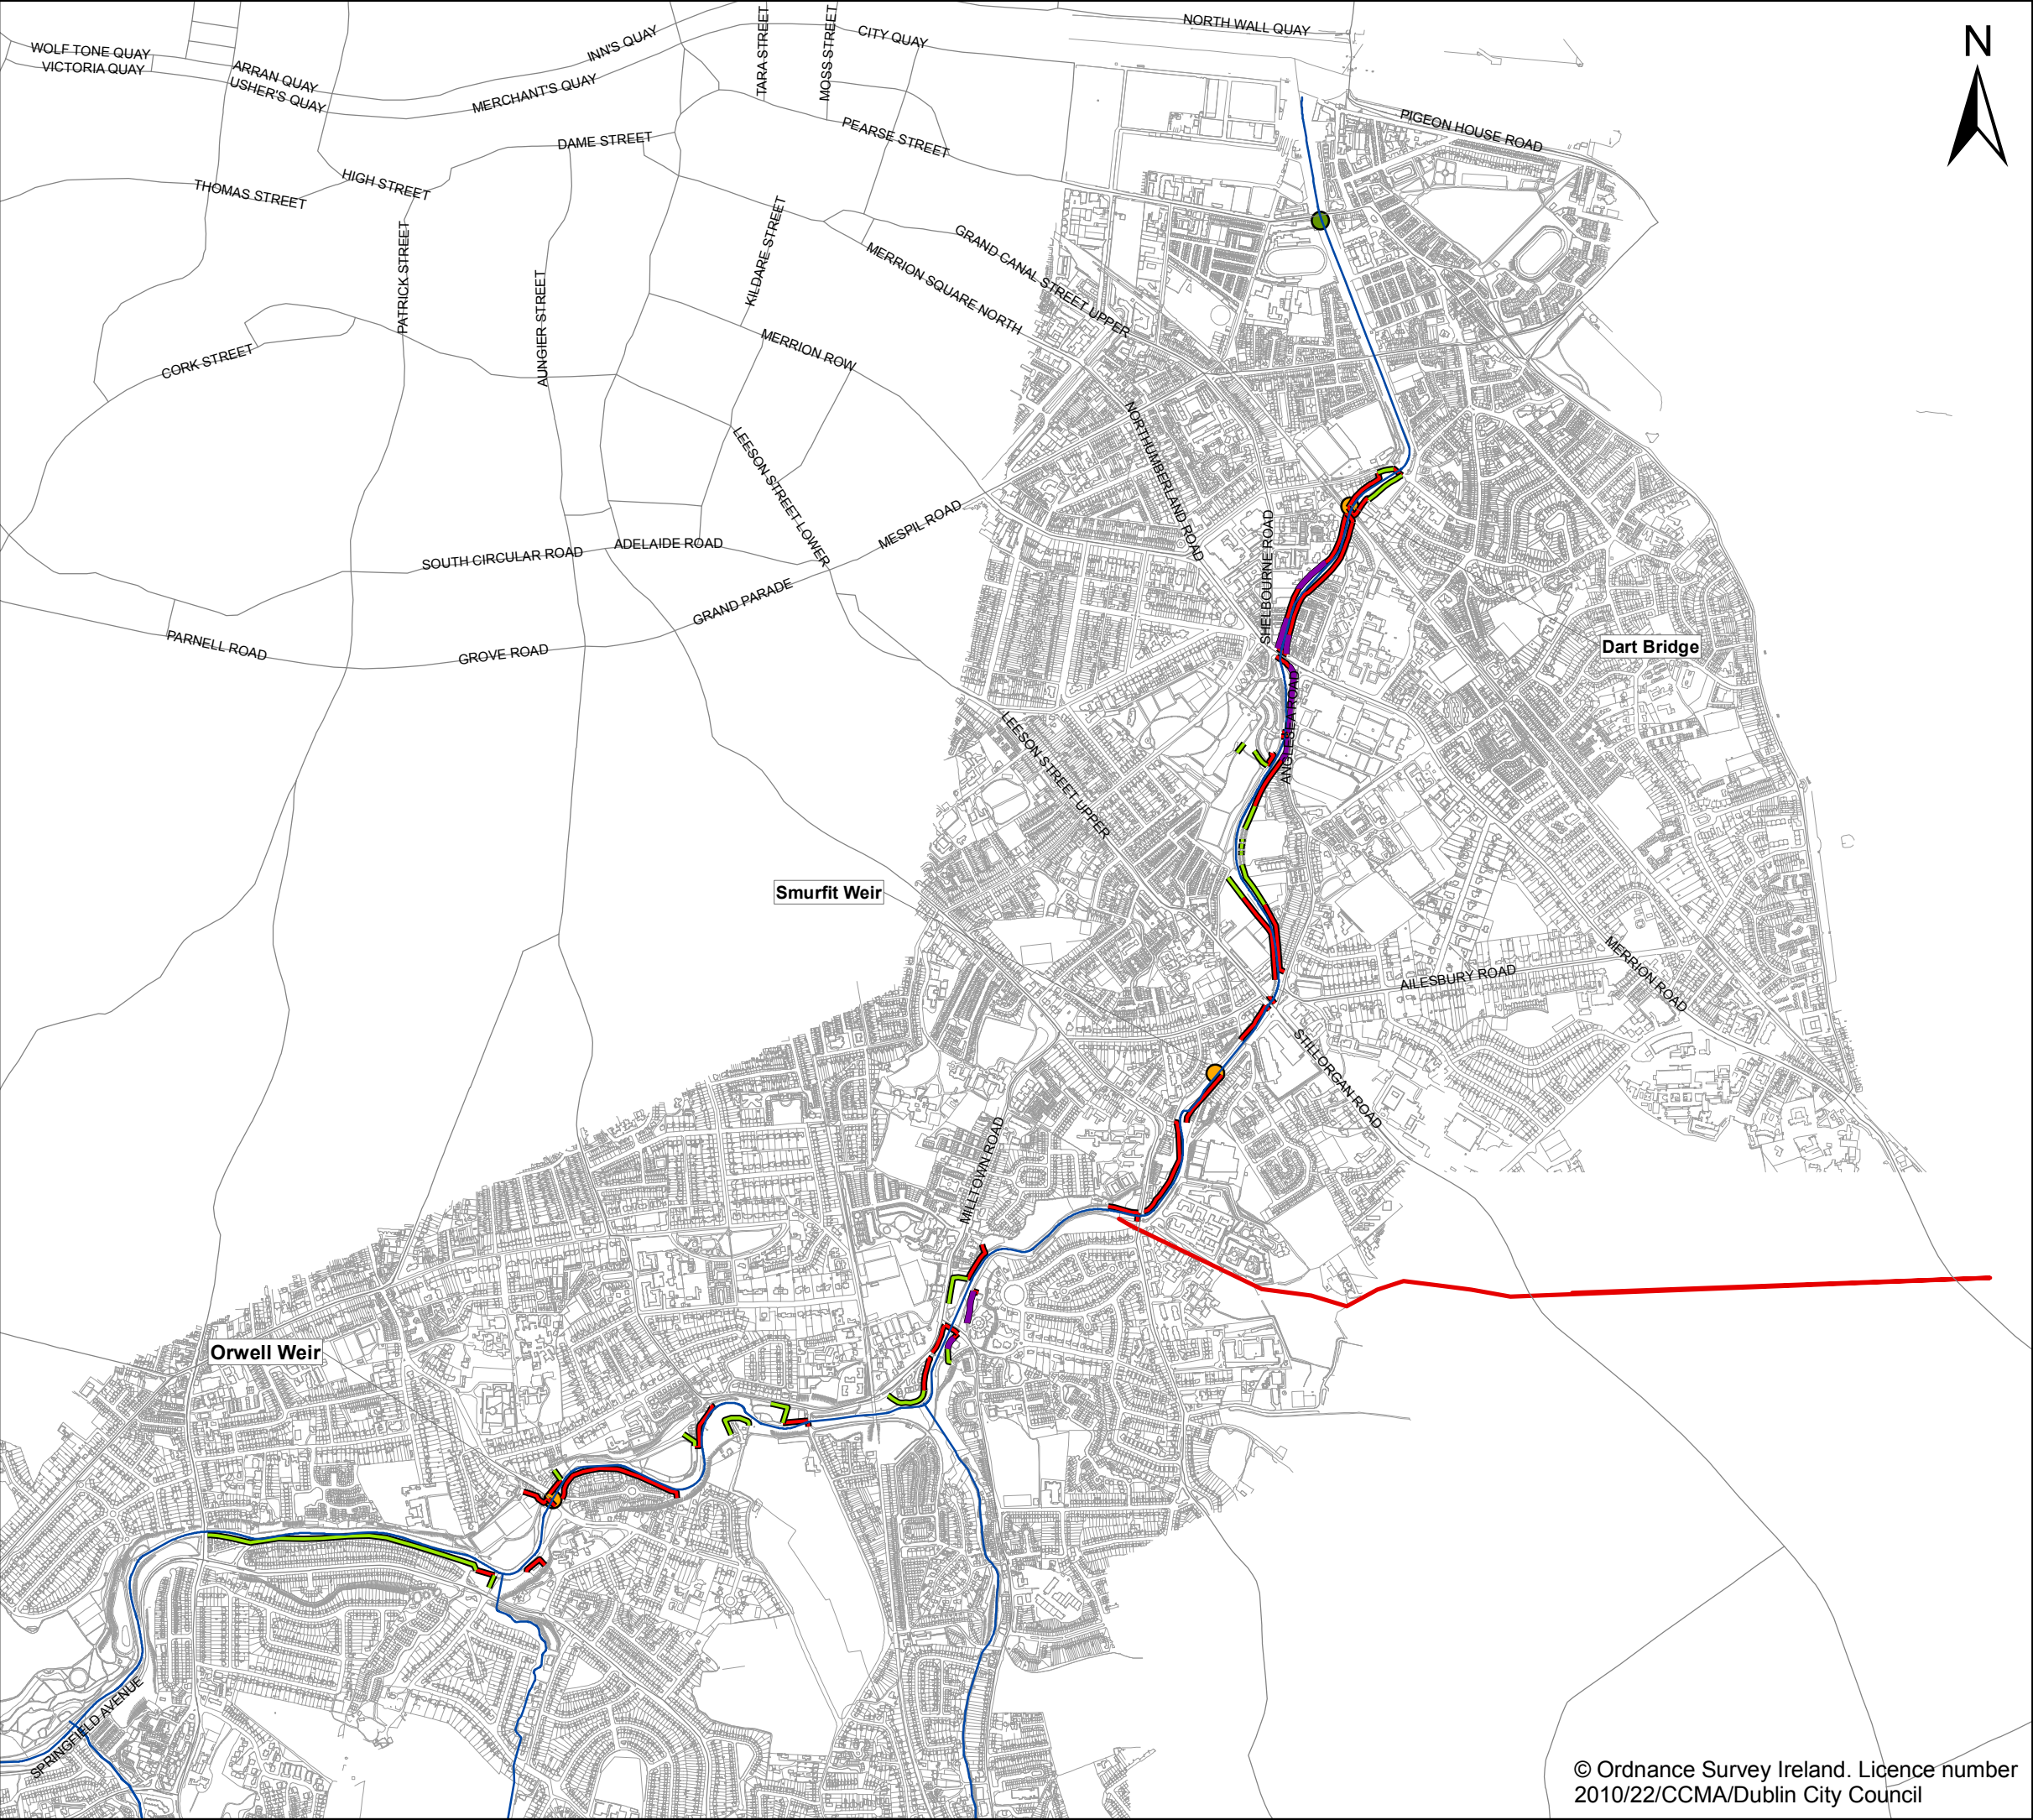 NORTH WALL QUAY
N
CITY QUAY
INN'S QUAY
TARA STREET
MOSS STREET
WOLF TONE QUAY
VICTORIA QUAY
ARRAN QUAY
USHER'S QUAY
MERCHANT'S QUAY
PIGEON HOUSE ROAD
PEARSE STREET
DAME STREET
HIGH STREET
THOMAS STREET
KILDARE STREET
GRAND CANAL STREET UPPER
MERRION SQUARE NORTH
PATRICK STREET
AUNGIER STREET
MERRION ROW
CORK STREET
NORTHUMBERLAND ROAD
LEESON STREET LOWER
MESPIL ROAD
SHELBOURNE ROAD
ADELAIDE ROAD
SOUTH CIRCULAR ROAD
GRAND PARADE
PARNELL ROAD
GROVE ROAD
Dart Bridge
ANGLESEA ROAD
LEESON STREET UPPER
Smurfit Weir
MERRION ROAD
AILESBURY ROAD
STILLORGAN ROAD
MILLTOWN ROAD
Orwell Weir
SPRINGFIELD AVENUE
© Ordnance Survey Ireland. Licence number
2010/22/CCMA/Dublin City Council